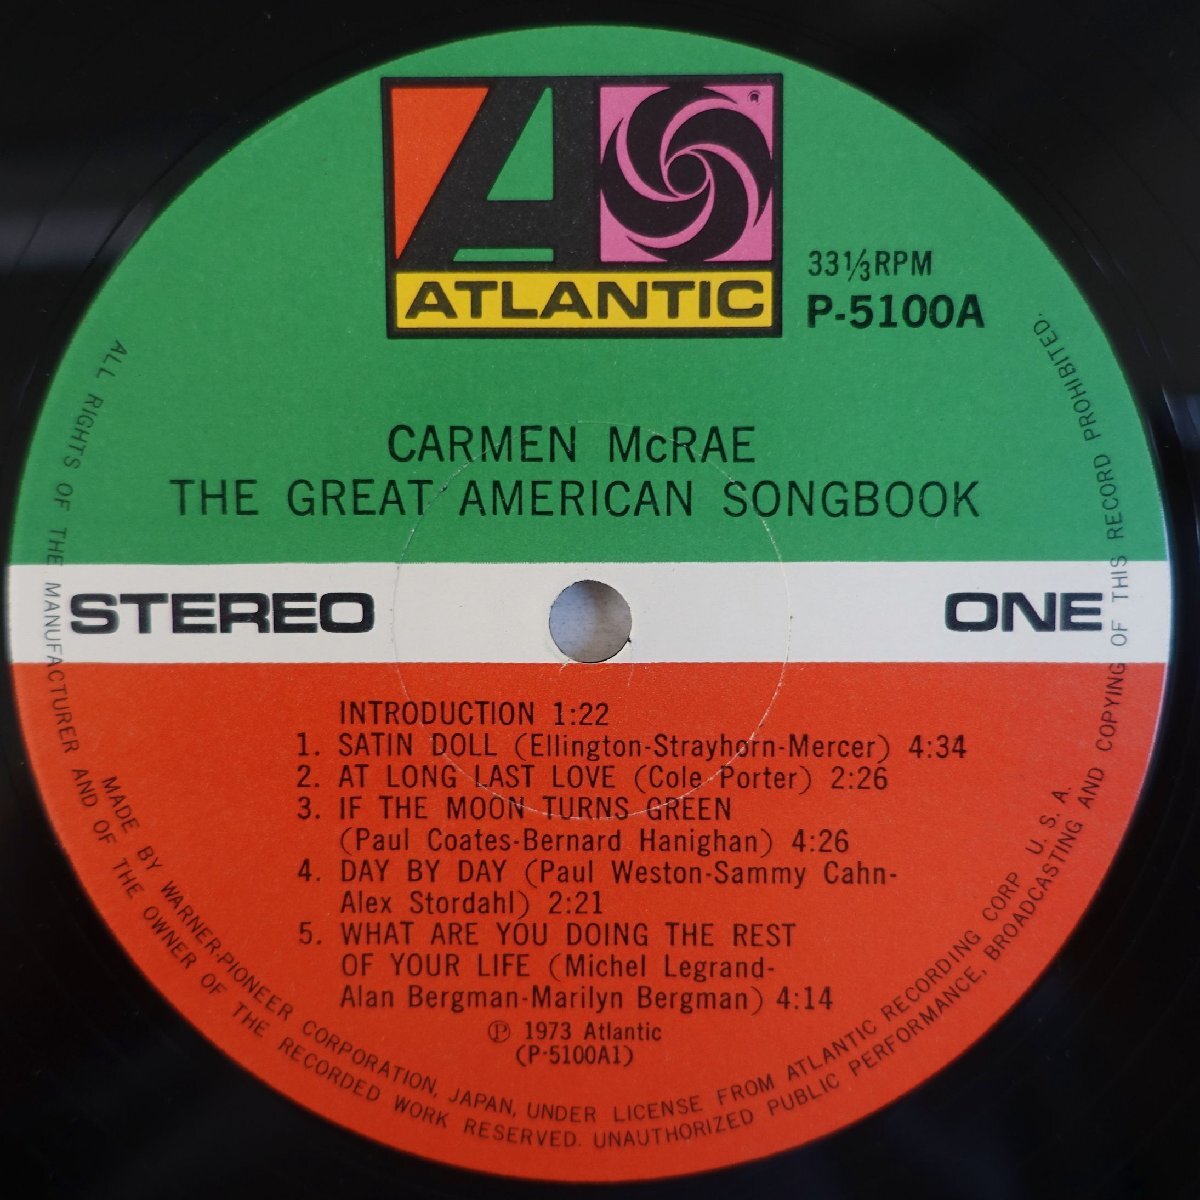 ATLANTIC
33⅓RPM
P-5100A
CARMEN McRAE
THE GREAT AMERICAN SONGBOOK
STEREO
ONE
INTRODUCTION 1:22
1. SATIN DOLL (Ellington-Strayhorn-Mercer) 4:34
2. AT LONG LAST LOVE (Cole Porter) 2:26
3. IF THE MOON TURNS GREEN
(Paul Coates-Bernard Hanighan) 4:26
4. DAY BY DAY (Paul Weston-Sammy Cahn-
Alex Stordahl) 2:21
5. WHAT ARE YOU DOING THE REST
OF YOUR LIFE (Michel Legrand-
Alan Bergman-Marilyn Bergman) 4:14
℗ 1973 Atlantic
(P-5100A1)
MADE BY WARNER-PIONEER CORPORATION, JAPAN, UNDER LICENSE FROM ATLANTIC RECORDING CORP U. S. A.
ALL RIGHTS OF THE MANUFACTURER AND OF THE OWNER OF THE RECORDED WORK RESERVED. UNAUTHORIZED PUBLIC PERFORMANCE, BROADCASTING AND COPYING OF THIS RECORD PROHIBITED.